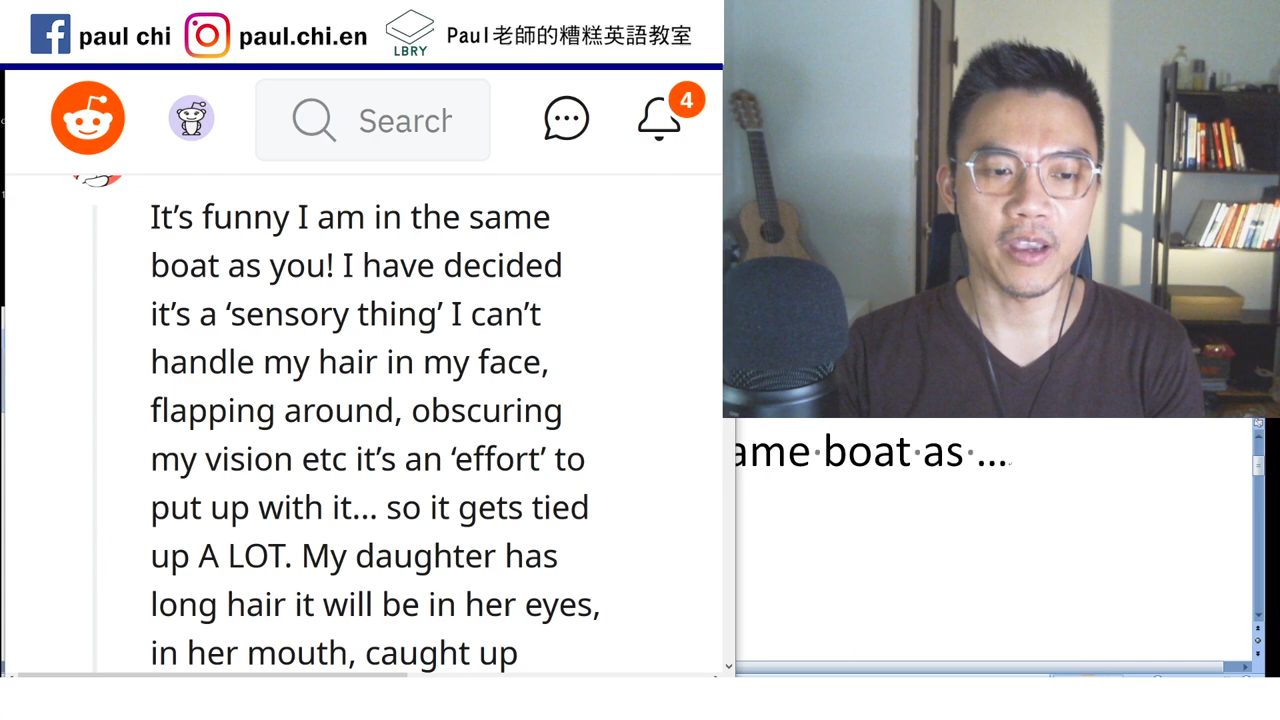 paul chi
paul.chi.en
LBRY
Paul老師的糟糕英語教室
Search
4
It’s funny I am in the same
boat as you! I have decided
it’s a ‘sensory thing’ I can’t
handle my hair in my face,
flapping around, obscuring
my vision etc it’s an ‘effort’ to
put up with it... so it gets tied
up A LOT. My daughter has
long hair it will be in her eyes,
in her mouth, caught up
ame·boat·as·...